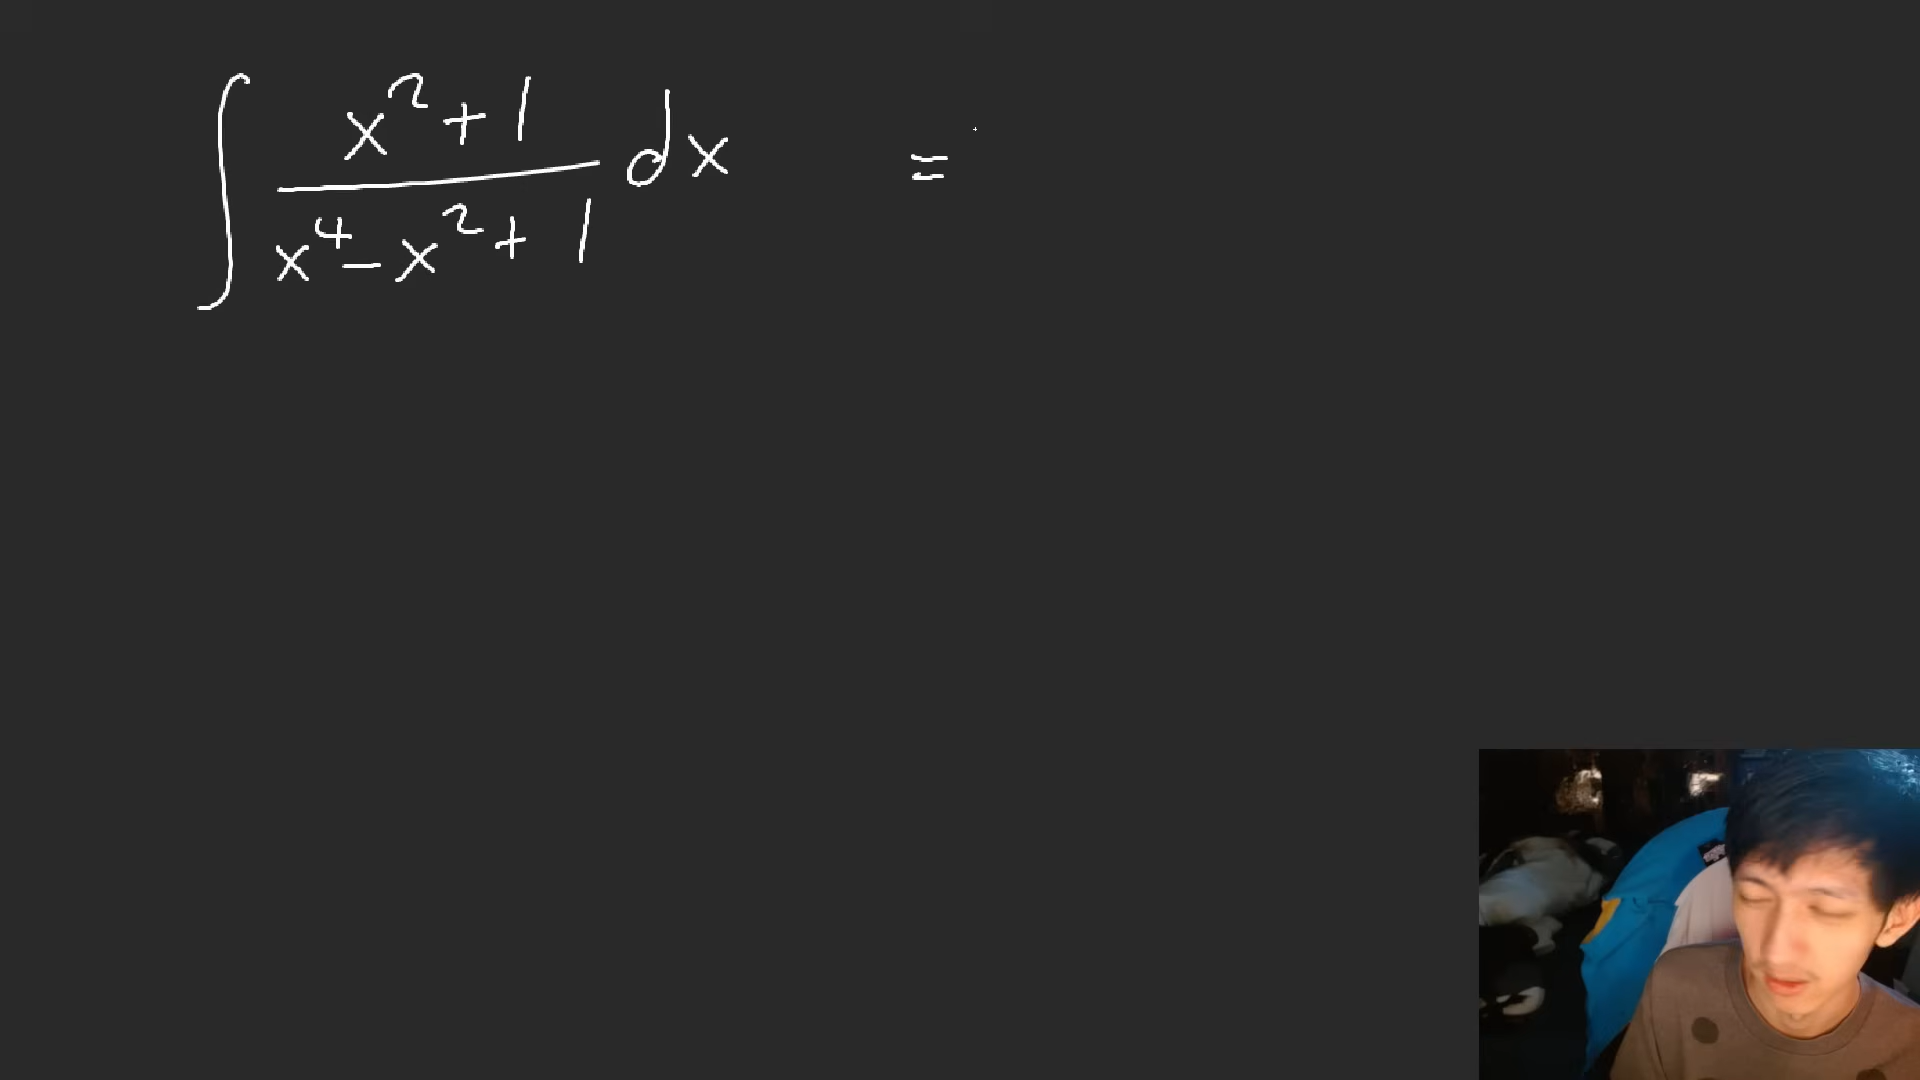 ∫ (x² + 1)/(x⁴ - x² + 1) dx =